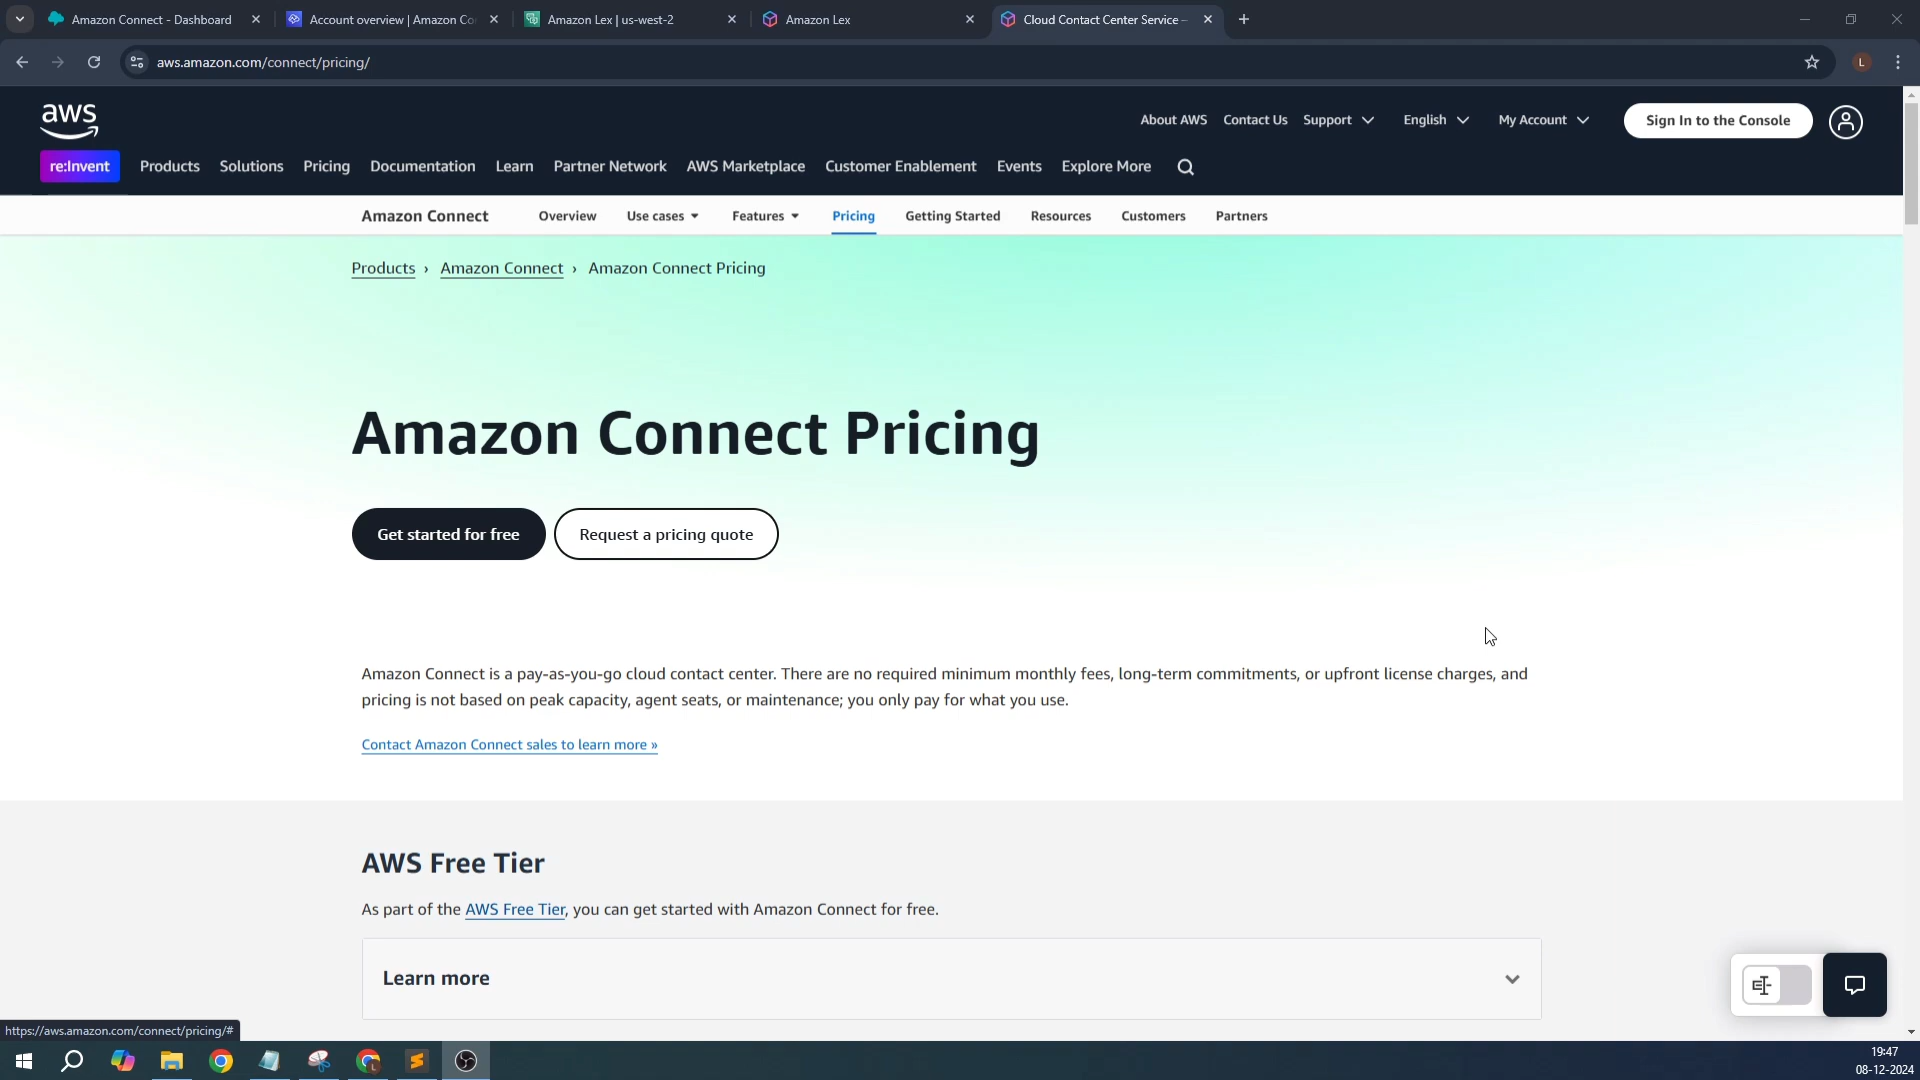 Amazon Connect - Dashboard
Account overview | Amazon Co
Amazon Lex | us-west-2
Amazon Lex
Cloud Contact Center Service –
aws.amazon.com/connect/pricing/
L
aws
About AWS
Contact Us
Support
English
My Account
Sign In to the Console
re:Invent
Products
Solutions
Pricing
Documentation
Learn
Partner Network
AWS Marketplace
Customer Enablement
Events
Explore More
Amazon Connect
Overview
Use cases
Features
Pricing
Getting Started
Resources
Customers
Partners
Products › Amazon Connect › Amazon Connect Pricing
Amazon Connect Pricing
Get started for free
Request a pricing quote
Amazon Connect is a pay-as-you-go cloud contact center. There are no required minimum monthly fees, long-term commitments, or upfront license charges, and
pricing is not based on peak capacity, agent seats, or maintenance; you only pay for what you use.
Contact Amazon Connect sales to learn more »
AWS Free Tier
As part of the AWS Free Tier, you can get started with Amazon Connect for free.
Learn more
https://aws.amazon.com/connect/pricing/#
19:47
08-12-2024